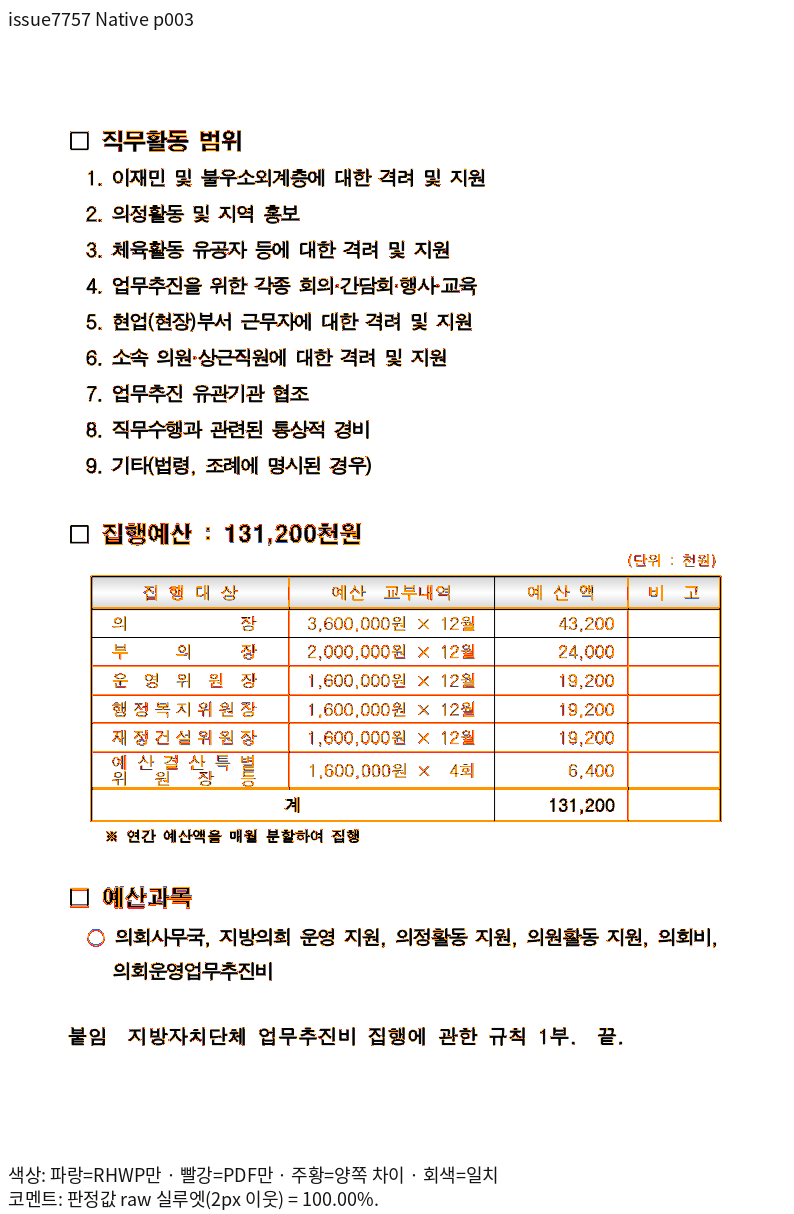 issue7757 Native p003
□ 직무활동 범위
1. 이재민 및 불우소외계층에 대한 격려 및 지원
2. 의정활동 및 지역 홍보
3. 체육활동 유공자 등에 대한 격려 및 지원
4. 업무추진을 위한 각종 회의·간담회·행사·교육
5. 현업(현장)부서 근무자에 대한 격려 및 지원
6. 소속 의원·상근직원에 대한 격려 및 지원
7. 업무추진 유관기관 협조
8. 직무수행과 관련된 통상적 경비
9. 기타(법령, 조례에 명시된 경우)
□ 집행예산 : 131,200천원
(단위 : 천원)
집 행 대 상 예산 교부내역 예 산 액 비 고
의 장 3,600,000원 × 12월 43,200
부 의 장 2,000,000원 × 12월 24,000
운 영 위 원 장 1,600,000원 × 12월 19,200
행정복지위원장 1,600,000원 × 12월 19,200
재정건설위원장 1,600,000원 × 12월 19,200
예 산 결 산 특 별
위 원 장 등 1,600,000원 × 4회 6,400
계 131,200
※ 연간 예산액을 매월 분할하여 집행
□ 예산과목
○ 의회사무국, 지방의회 운영 지원, 의정활동 지원, 의원활동 지원, 의회비,
의회운영업무추진비
붙임 지방자치단체 업무추진비 집행에 관한 규칙 1부. 끝.
색상: 파랑=RHWP만 · 빨강=PDF만 · 주황=양쪽 차이 · 회색=일치
코멘트: 판정값 raw 실루엣(2px 이웃) = 100.00%.